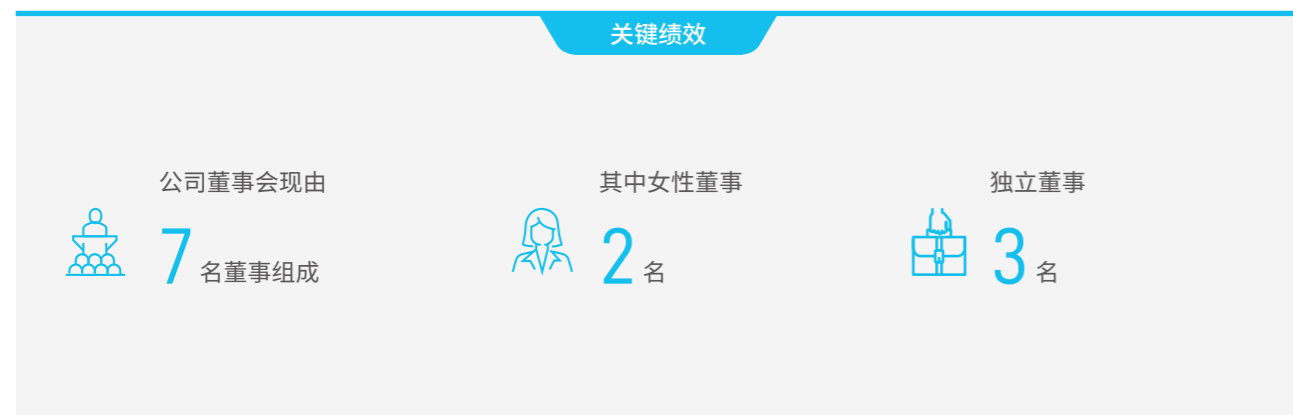 关键绩效
公司董事会现由
7 名董事组成
其中女性董事
2 名
独立董事
3 名